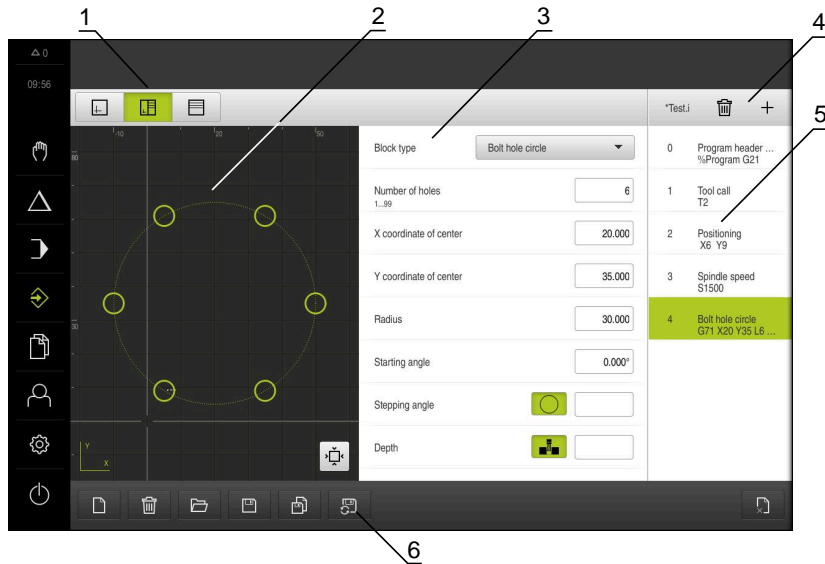 1
2
3
4
0
09:56
*Test.i
-10
20
50
60
30
Block type
Bolt hole circle
Number of holes
1...99
6
X coordinate of center
20.000
Y coordinate of center
35.000
Radius
30.000
Starting angle
0.000°
Stepping angle
Depth
Y
X
5
0 Program header ...
%Program G21
1 Tool call
T2
2 Positioning
X6 Y9
3 Spindle speed
S1500
4 Bolt hole circle
G71 X20 Y35 L6 ...
6